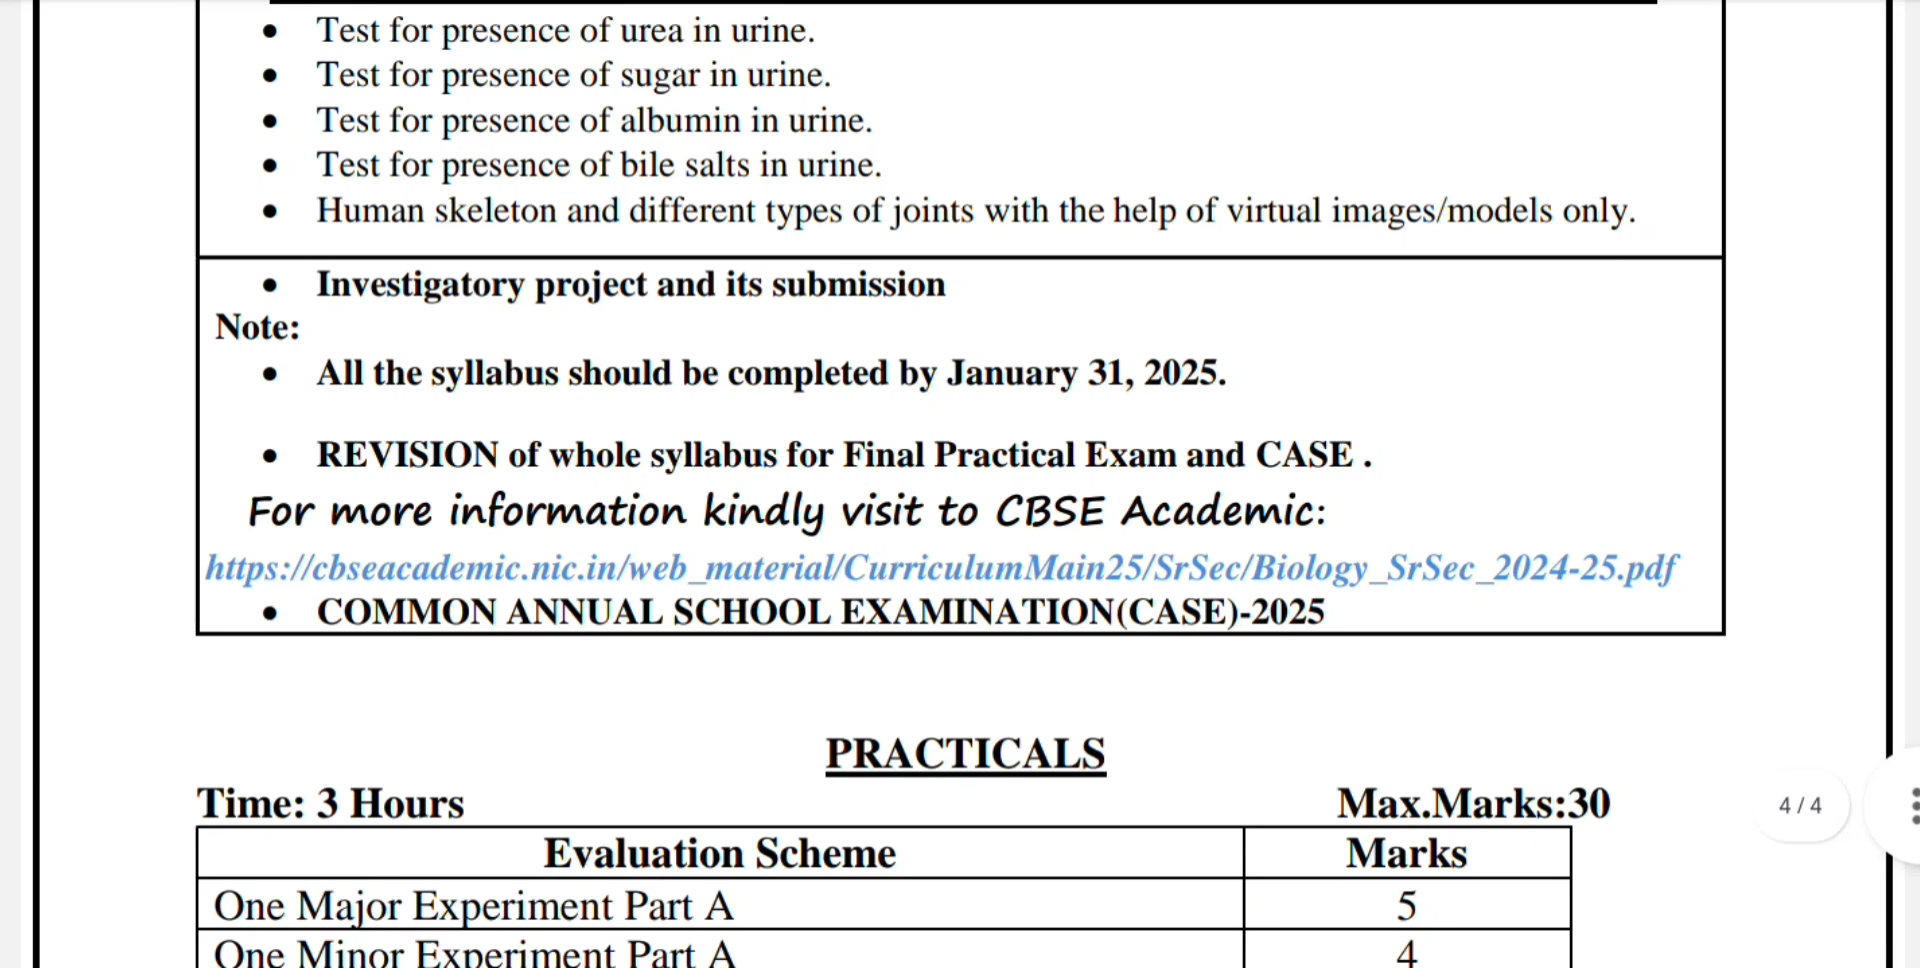 • Test for presence of urea in urine.
• Test for presence of sugar in urine.
• Test for presence of albumin in urine.
• Test for presence of bile salts in urine.
• Human skeleton and different types of joints with the help of virtual images/models only.
• Investigatory project and its submission
Note:
• All the syllabus should be completed by January 31, 2025.
• REVISION of whole syllabus for Final Practical Exam and CASE .
For more information kindly visit to CBSE Academic:
https://cbseacademic.nic.in/web_material/CurriculumMain25/SrSec/Biology_SrSec_2024-25.pdf
• COMMON ANNUAL SCHOOL EXAMINATION(CASE)-2025
PRACTICALS
Time: 3 Hours Max.Marks:30
4 / 4
Evaluation Scheme Marks
One Major Experiment Part A 5
One Minor Experiment Part A 4